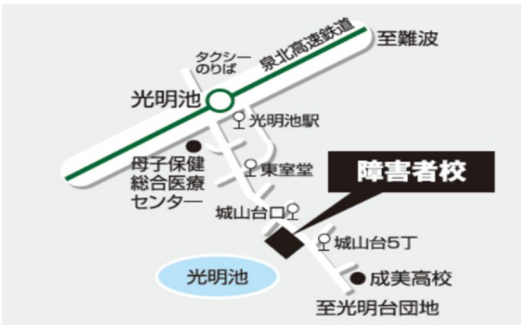 タクシー
のりば
泉北高速鉄道
至難波
光明池
光明池駅
母子保健
総合医療
センター
東室堂
障害者校
城山台口
城山台5丁
光明池
成美高校
至光明台団地